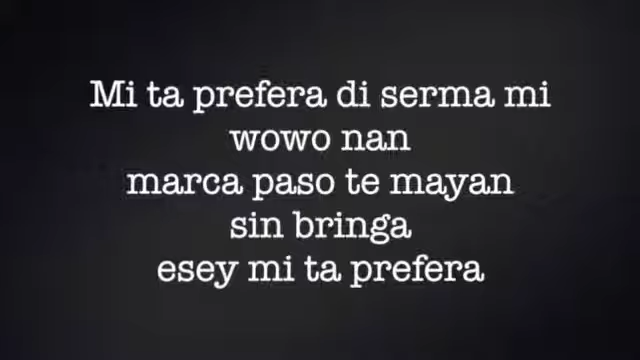 Mi ta prefera di serma mi
wowo nan
marca paso te mayan
sin bringa
esey mi ta prefera